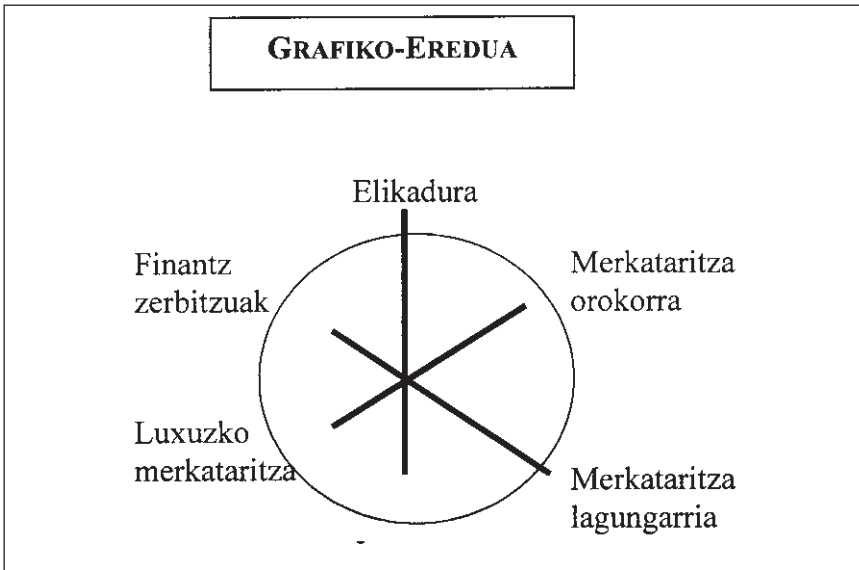 GRAFIKO-EREDUA
Elikadura
Finantz
zerbitzuak
Merkataritza
orokorra
Luxuzko
merkataritza
Merkataritza
lagungarria